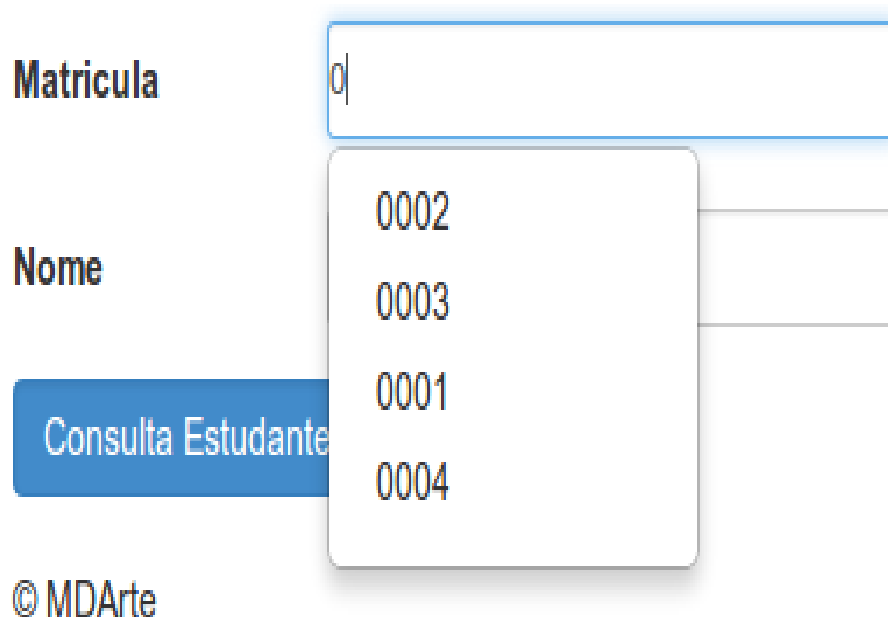 Matricula 0
0002
Nome
0003
0001
Consulta Estudante
0004
© MDArte